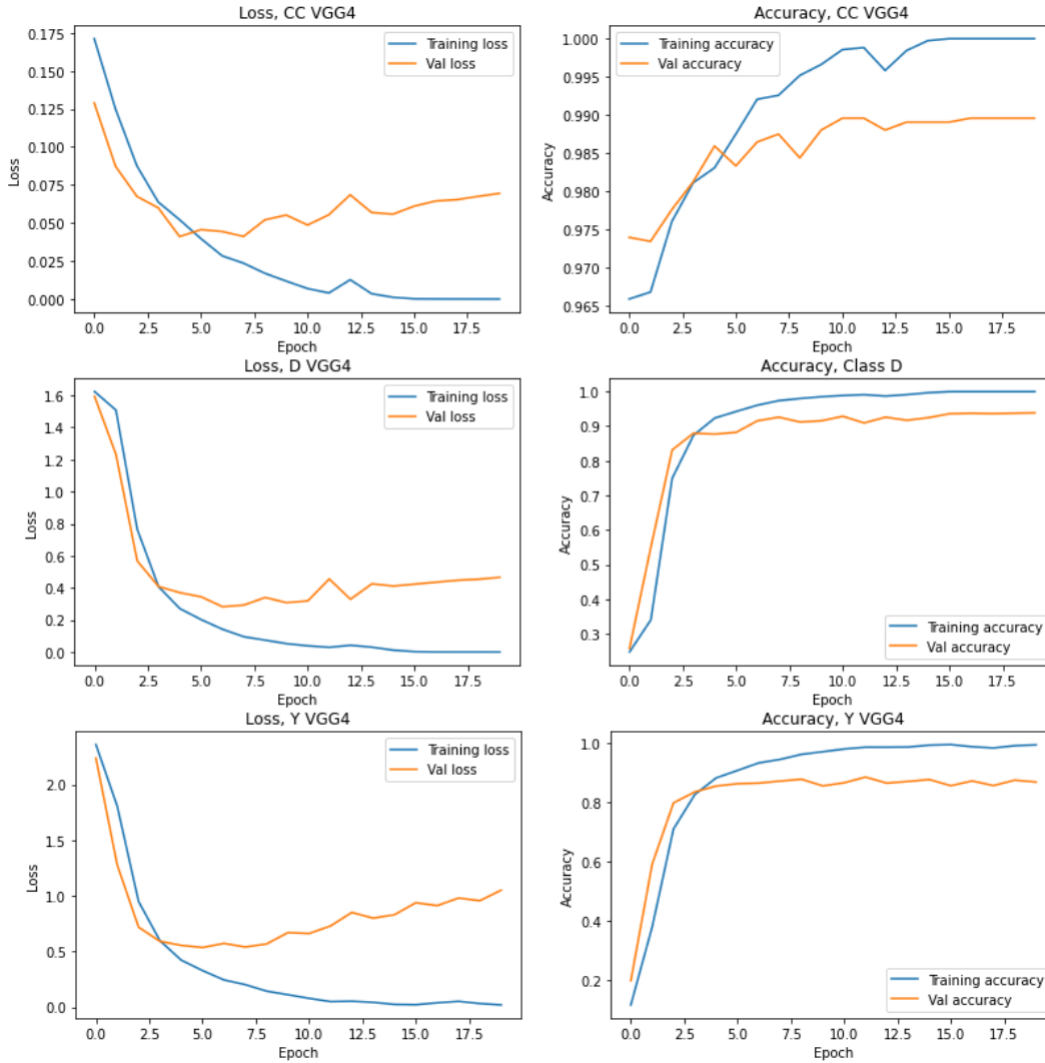 Loss, CC VGG4
0.175
0.150
0.125
0.100
0.075
0.050
0.025
0.000
Loss
Training loss
Val loss
0.0 2.5 5.0 7.5 10.0 12.5 15.0 17.5
Epoch
Accuracy, CC VGG4
1.000
0.995
0.990
0.985
0.980
0.975
0.970
0.965
Accuracy
Training accuracy
Val accuracy
0.0 2.5 5.0 7.5 10.0 12.5 15.0 17.5
Epoch
Loss, D VGG4
1.6
1.4
1.2
1.0
0.8
0.6
0.4
0.2
0.0
Loss
Training loss
Val loss
0.0 2.5 5.0 7.5 10.0 12.5 15.0 17.5
Epoch
Accuracy, Class D
1.0
0.9
0.8
0.7
0.6
0.5
0.4
0.3
Accuracy
Training accuracy
Val accuracy
0.0 2.5 5.0 7.5 10.0 12.5 15.0 17.5
Epoch
Loss, Y VGG4
2.0
1.5
1.0
0.5
0.0
Loss
Training loss
Val loss
0.0 2.5 5.0 7.5 10.0 12.5 15.0 17.5
Epoch
Accuracy, Y VGG4
1.0
0.8
0.6
0.4
0.2
Accuracy
Training accuracy
Val accuracy
0.0 2.5 5.0 7.5 10.0 12.5 15.0 17.5
Epoch